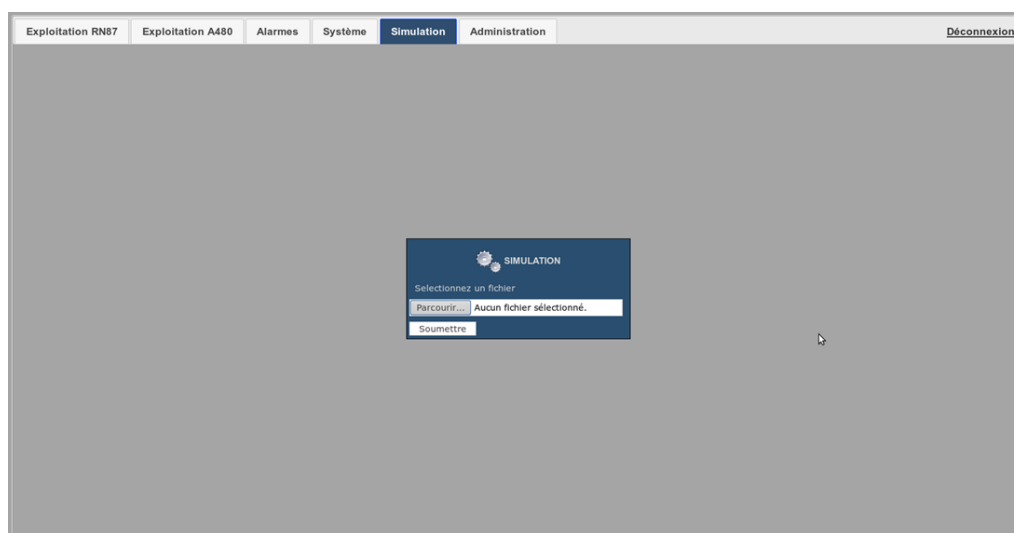 Exploitation RN87 Exploitation A480 Alarmes Système Simulation Administration Déconnexion
SIMULATION
Selectionnez un fichier
Parcourir... Aucun fichier sélectionné.
Soumettre